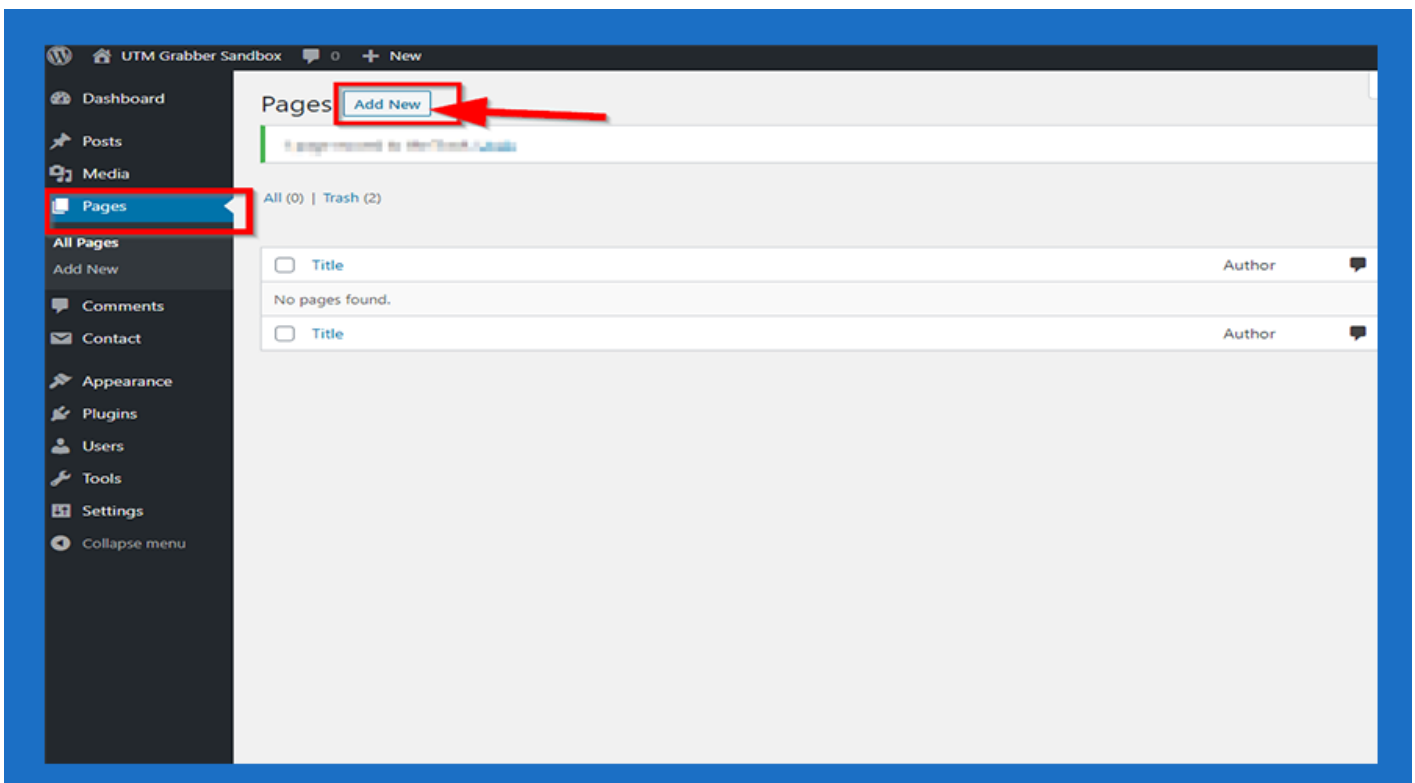 UTM Grabber Sandbox 0 New
Dashboard
Posts
Media
Pages
All Pages
Add New
Comments
Contact
Appearance
Plugins
Users
Tools
Settings
Collapse menu
Pages Add New
All (0) | Trash (2)
Title Author
No pages found.
Title Author